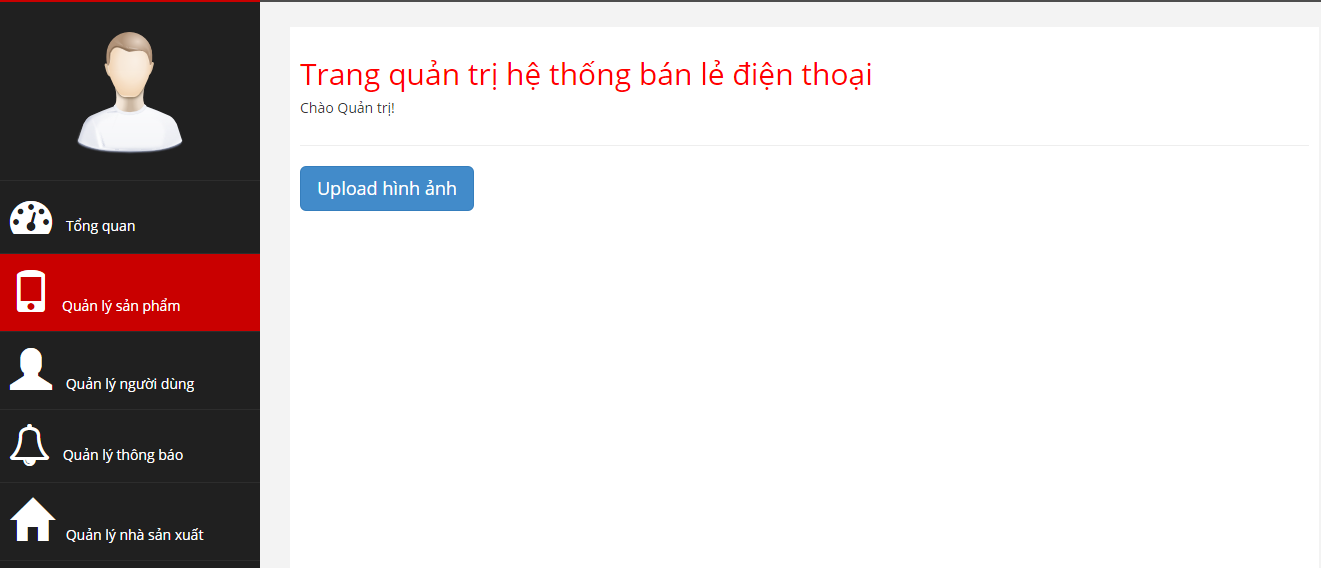 Trang quản trị hệ thống bán lẻ điện thoại
Chào Quản trị!
Upload hình ảnh
Tổng quan
Quản lý sản phẩm
Quản lý người dùng
Quản lý thông báo
Quản lý nhà sản xuất